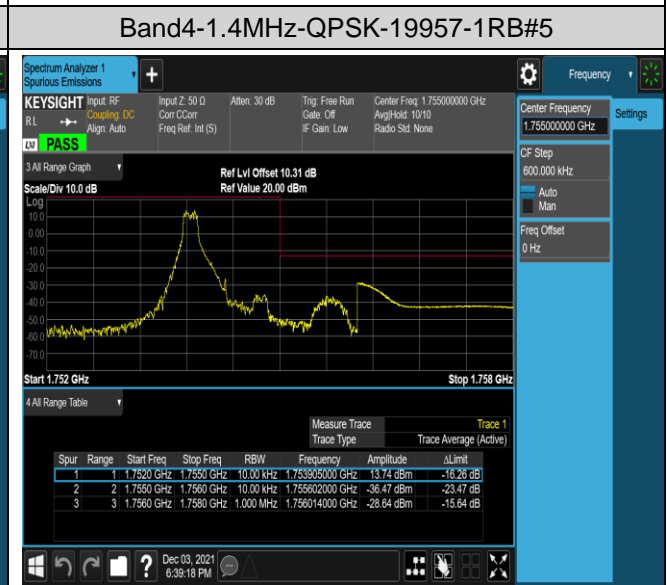 Band4-1.4MHz-QPSK-19957-1RB#5
Spectrum Analyzer 1
Spurious Emissions
+
Frequency
KEYSIGHT
RL
LXI PASS
Input: RF
Coupling: DC
Align: Auto
Input Z: 50 Ω
Corr CCorr
Freq Ref: Int (S)
Atten: 30 dB
Trig: Free Run
Gate: Off
IF Gain: Low
Center Freq: 1.755000000 GHz
Avg|Hold: 10/10
Radio Std: None
Center Frequency
1.755000000 GHz
Settings
CF Step
600.000 kHz
Auto
Man
Freq Offset
0 Hz
3 All Range Graph
Scale/Div 10.0 dB
Ref Lvl Offset 10.31 dB
Ref Value 20.00 dBm
Log
10.0
0.00
-10.0
-20.0
-30.0
-40.0
-50.0
-60.0
-70.0
Start 1.752 GHz
Stop 1.758 GHz
4 All Range Table
Measure Trace Trace 1
Trace Type Trace Average (Active)
Spur Range Start Freq Stop Freq RBW Frequency Amplitude ΔLimit
1 1 1.7520 GHz 1.7550 GHz 10.00 kHz 1.753905000 GHz 13.74 dBm -16.26 dB
2 2 1.7550 GHz 1.7560 GHz 10.00 kHz 1.755602000 GHz -36.47 dBm -23.47 dB
3 3 1.7560 GHz 1.7580 GHz 1.000 MHz 1.756014000 GHz -28.64 dBm -15.64 dB
?
Dec 03, 2021
6:39:18 PM